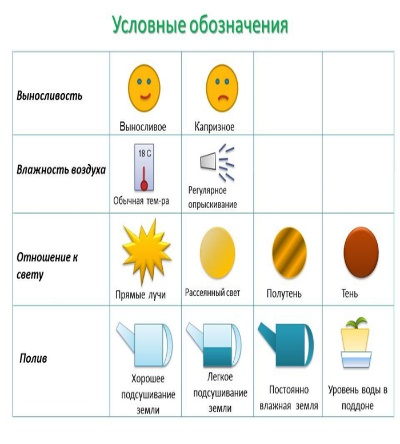 Условные обозначения
Выносливость
Выносливое
Капризное
Влажность воздуха
18 С
Обычная тем-ра
Регулярное
опрыскивание
Отношение к
свету
Прямые лучи
Рассеянный свет
Полутень
Тень
Полив
Хорошее
подсушивание
земли
Легкое
подсушивание
земли
Постоянно
влажная земля
Уровень воды в
поддоне